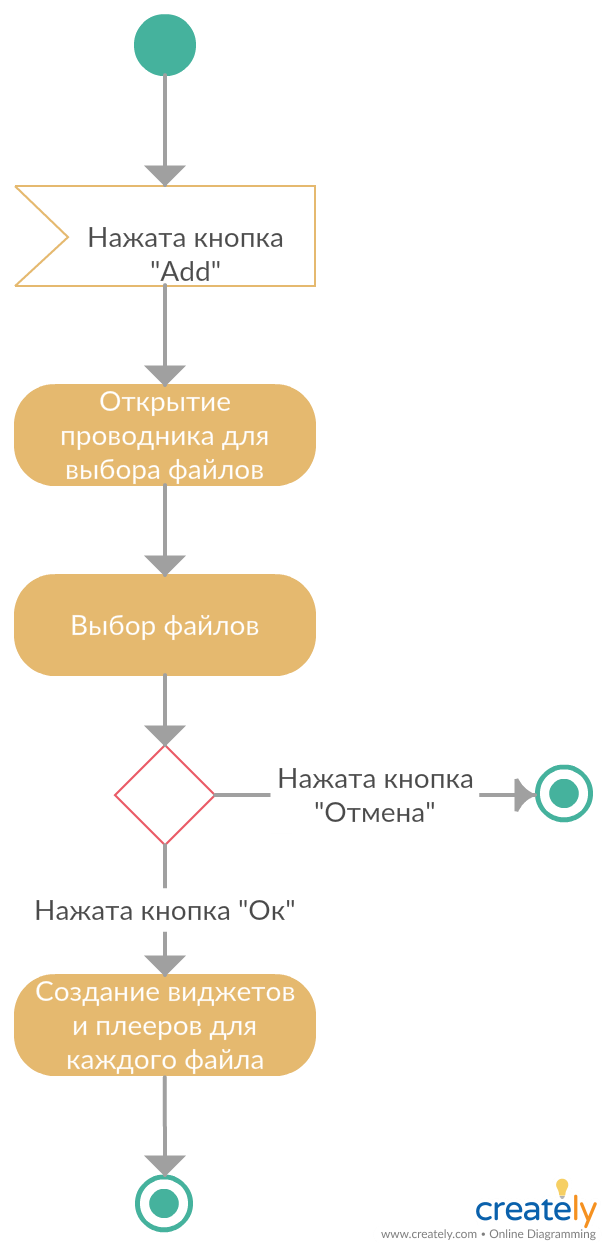 Нажата кнопка
"Add"
Открытие
проводника для
выбора файлов
Выбор файлов
Нажата кнопка
"Отмена"
Нажата кнопка "Ок"
Создание виджетов
и плееров для
каждого файла
creately
www.creately.com • Online Diagramming